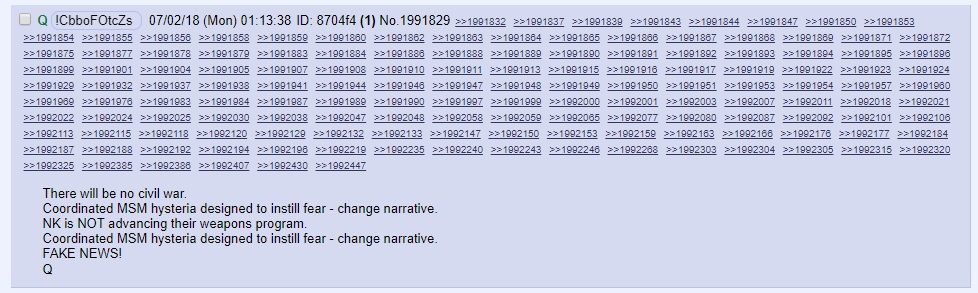 Q !CbboFOtcZs 07/02/18 (Mon) 01:13:38 ID: 8704f4 (1) No.1991829 >>1991832 >>1991837 >>1991839 >>1991843 >>1991844 >>1991847 >>1991850 >>1991853
>>1991854 >>1991855 >>1991856 >>1991858 >>1991859 >>1991860 >>1991862 >>1991863 >>1991864 >>1991865 >>1991866 >>1991867 >>1991868 >>1991869 >>1991871 >>1991872
>>1991875 >>1991877 >>1991878 >>1991879 >>1991883 >>1991884 >>1991886 >>1991888 >>1991889 >>1991890 >>1991891 >>1991892 >>1991893 >>1991894 >>1991895 >>1991896
>>1991899 >>1991901 >>1991904 >>1991905 >>1991907 >>1991908 >>1991910 >>1991911 >>1991913 >>1991915 >>1991916 >>1991917 >>1991919 >>1991922 >>1991923 >>1991924
>>1991929 >>1991932 >>1991937 >>1991938 >>1991941 >>1991944 >>1991946 >>1991947 >>1991948 >>1991949 >>1991950 >>1991951 >>1991953 >>1991954 >>1991957 >>1991960
>>1991969 >>1991976 >>1991983 >>1991984 >>1991987 >>1991989 >>1991990 >>1991997 >>1991999 >>1992000 >>1992001 >>1992003 >>1992007 >>1992011 >>1992018 >>1992021
>>1992022 >>1992024 >>1992025 >>1992030 >>1992038 >>1992047 >>1992048 >>1992058 >>1992059 >>1992065 >>1992077 >>1992080 >>1992087 >>1992092 >>1992101 >>1992106
>>1992113 >>1992115 >>1992118 >>1992120 >>1992129 >>1992132 >>1992133 >>1992147 >>1992150 >>1992153 >>1992159 >>1992163 >>1992166 >>1992176 >>1992177 >>1992184
>>1992187 >>1992188 >>1992192 >>1992194 >>1992196 >>1992219 >>1992235 >>1992240 >>1992243 >>1992246 >>1992268 >>1992303 >>1992304 >>1992305 >>1992315 >>1992320
>>1992325 >>1992385 >>1992386 >>1992407 >>1992430 >>1992447
There will be no civil war.
Coordinated MSM hysteria designed to instill fear - change narrative.
NK is NOT advancing their weapons program.
Coordinated MSM hysteria designed to instill fear - change narrative.
FAKE NEWS!
Q